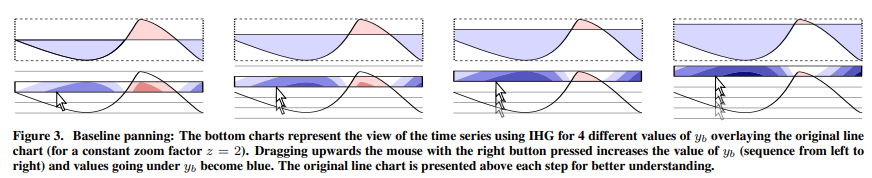 Figure 3. Baseline panning: The bottom charts represent the view of the time series using IHG for 4 different values of yb overlaying the original line
chart (for a constant zoom factor z = 2). Dragging upwards the mouse with the right button pressed increases the value of yb (sequence from left to
right) and values going under yb become blue. The original line chart is presented above each step for better understanding.